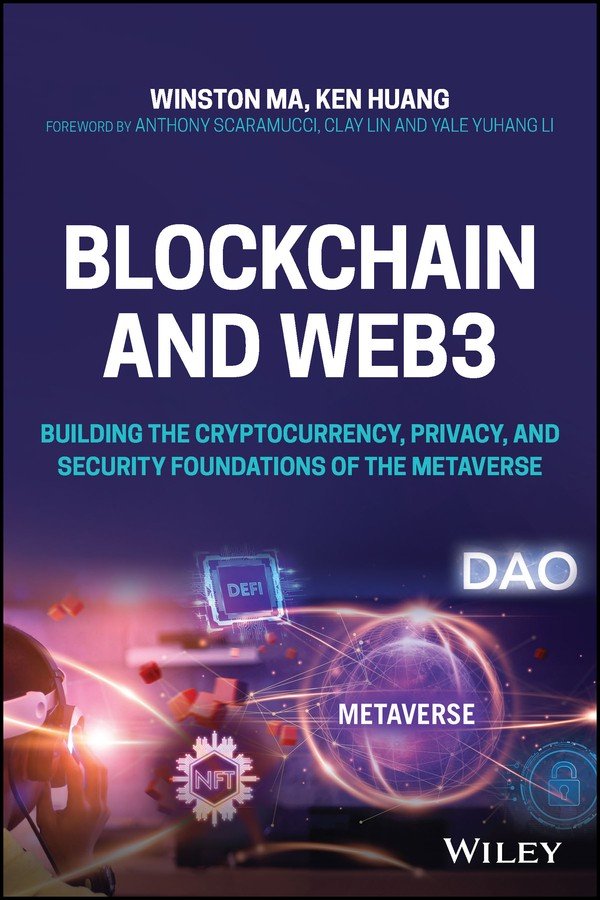 WINSTON MA, KEN HUANG
FOREWORD BY ANTHONY SCARAMUCCI, CLAY LIN AND YALE YUHANG LI
BLOCKCHAIN
AND WEB3
BUILDING THE CRYPTOCURRENCY, PRIVACY, AND
SECURITY FOUNDATIONS OF THE METAVERSE
DAO
DEFI
METAVERSE
NFT
WILEY